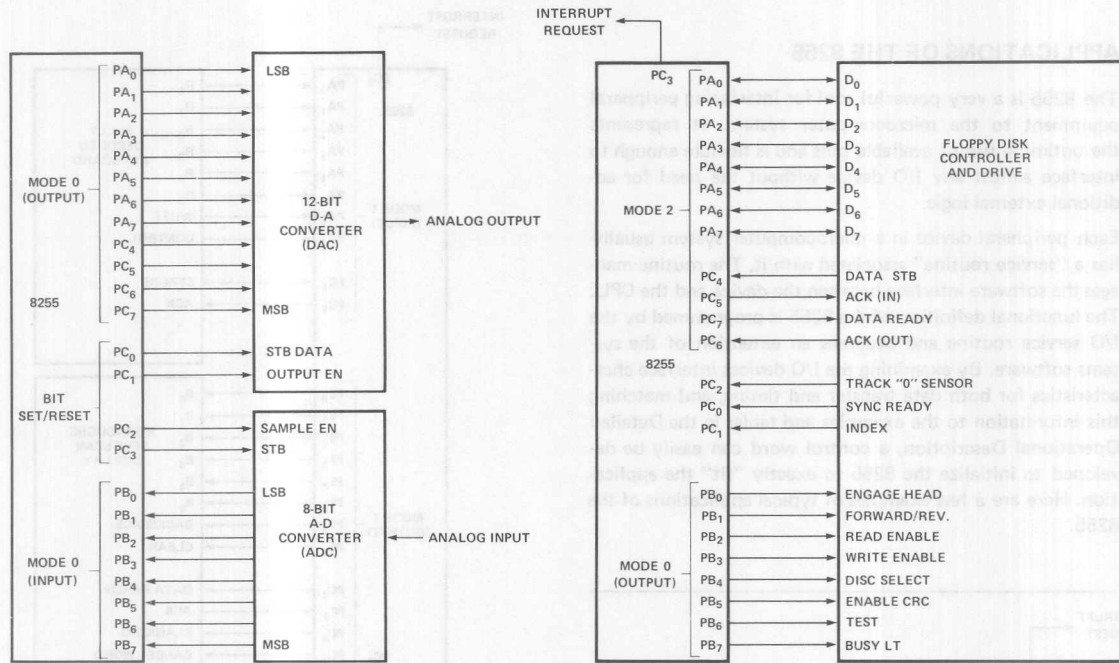 PA0 LSB
PA1
PA2
PA3
PA4
MODE 0
(OUTPUT)
PA5
PA6
PA7
PC4
PC5
PC6
PC7 MSB
8255
12-BIT
D-A
CONVERTER
(DAC)
ANALOG OUTPUT
BIT
SET/RESET
PC0 STB DATA
PC1 OUTPUT EN
PC2 SAMPLE EN
PC3 STB
MODE 0
(INPUT)
PB0 LSB
PB1
PB2
PB3
PB4
PB5
PB6
PB7 MSB
8-BIT
A-D
CONVERTER
(ADC)
ANALOG INPUT
INTERRUPT
REQUEST
PC3
PA0 D0
PA1 D1
PA2 D2
PA3 D3
PA4 D4
PA5 D5
MODE 2 PA6 D6
PA7 D7
FLOPPY DISK
CONTROLLER
AND DRIVE
PC4 DATA STB
PC5 ACK (IN)
PC7 DATA READY
PC6 ACK (OUT)
8255
PC2 TRACK "0" SENSOR
PC0 SYNC READY
PC1 INDEX
MODE 0
(OUTPUT)
PB0 ENGAGE HEAD
PB1 FORWARD/REV.
PB2 READ ENABLE
PB3 WRITE ENABLE
PB4 DISC SELECT
PB5 ENABLE CRC
PB6 TEST
PB7 BUSY LT